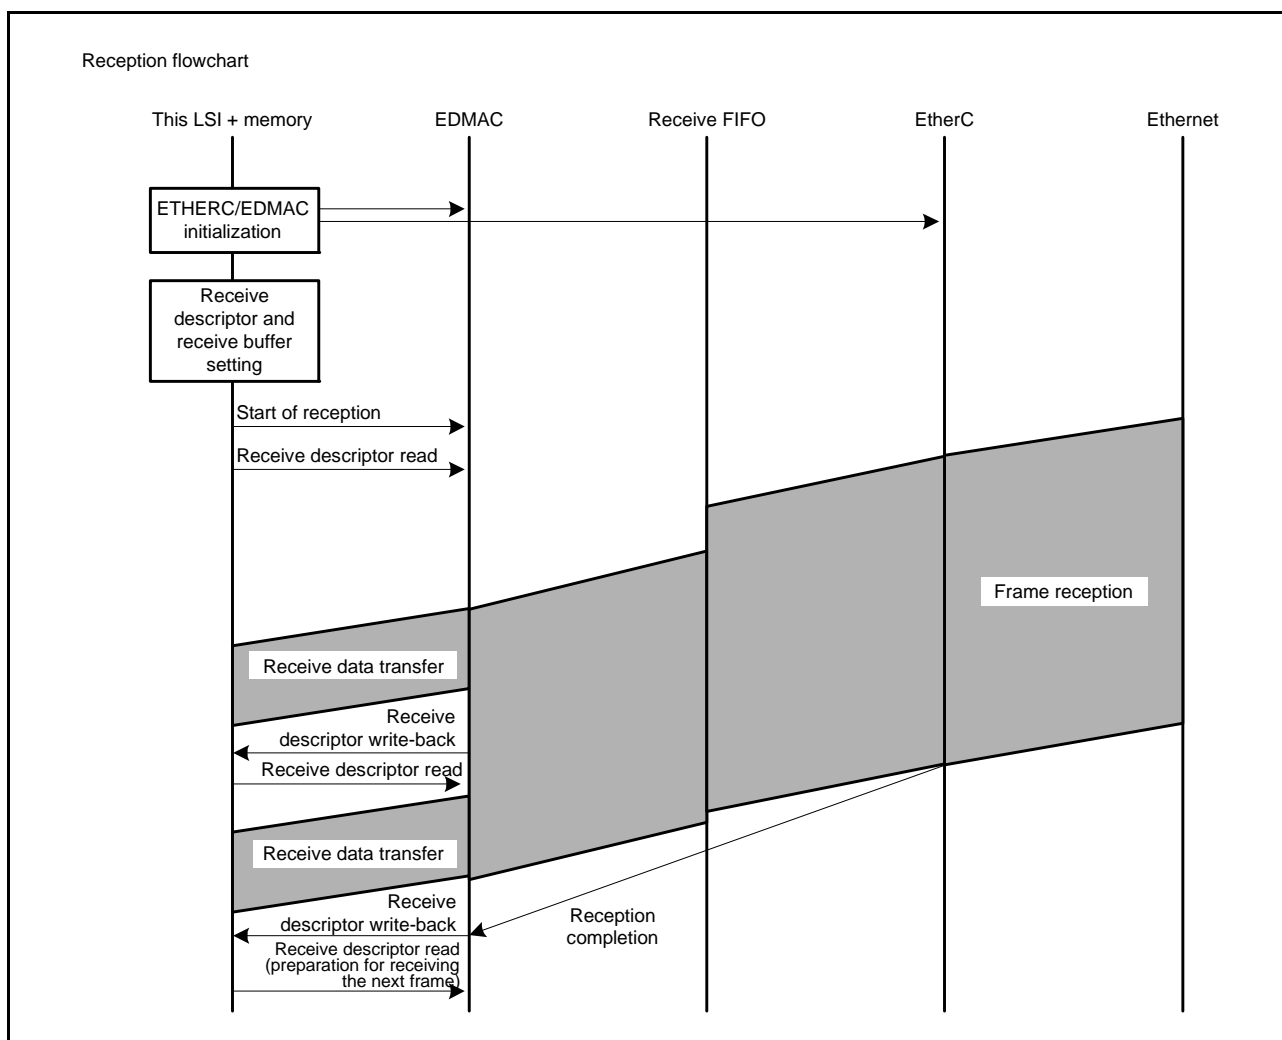 Reception flowchart
This LSI + memory
EDMAC
Receive FIFO
EtherC
Ethernet
ETHERC/EDMAC
initialization
Receive
descriptor and
receive buffer
setting
Start of reception
Receive descriptor read
Frame reception
Receive data transfer
Receive
descriptor write-back
Receive descriptor read
Receive data transfer
Receive
descriptor write-back
Reception
completion
Receive descriptor read
(preparation for receiving
the next frame)